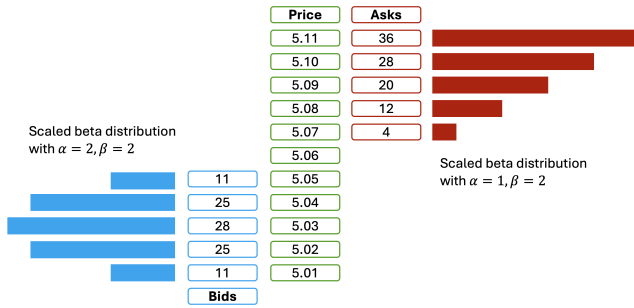 Price Asks
5.11 36
5.10 28
5.09 20
5.08 12
5.07 4
5.06
Scaled beta distribution
with α = 2, β = 2
Scaled beta distribution
with α = 1, β = 2
11 5.05
25 5.04
28 5.03
25 5.02
11 5.01
Bids